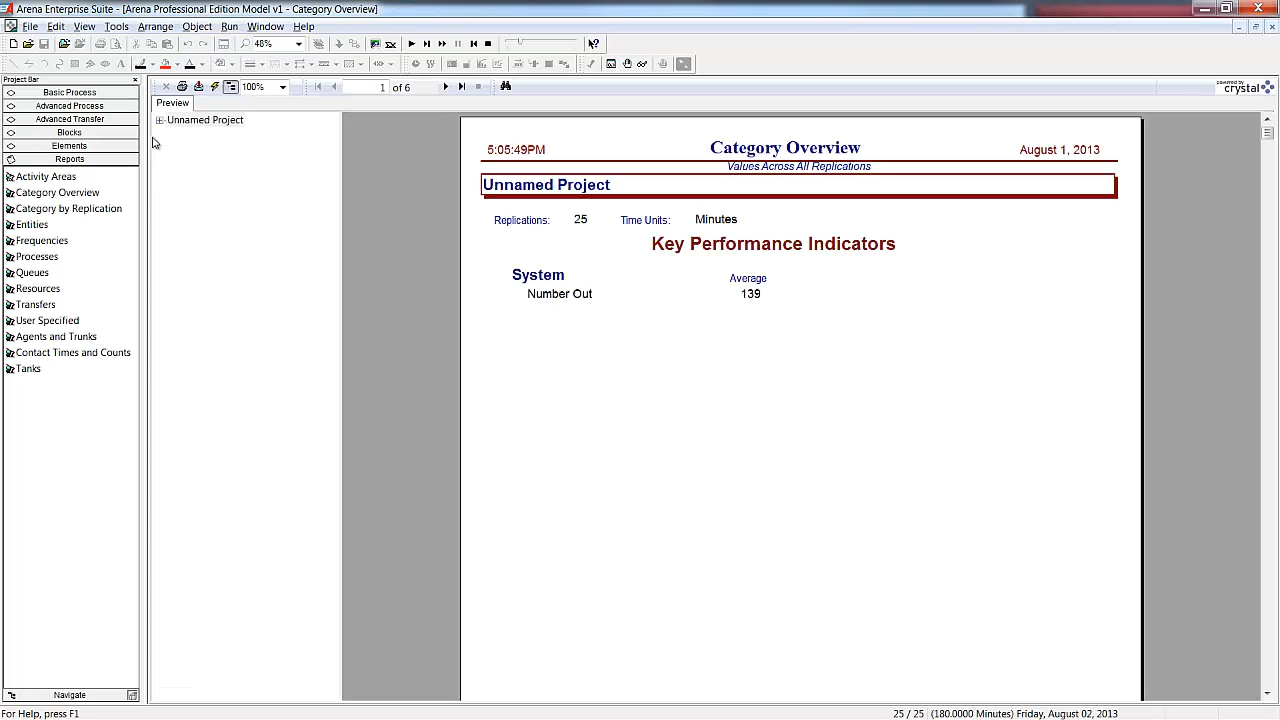 Arena Enterprise Suite - [Arena Professional Edition Model v1 - Category Overview]
File Edit View Tools Arrange Object Run Window Help
48%
Project Bar
100%
1 of 6
powered by
crystal
Basic Process
Advanced Process
Advanced Transfer
Blocks
Elements
Reports
Activity Areas
Category Overview
Category by Replication
Entities
Frequencies
Processes
Queues
Resources
Transfers
User Specified
Agents and Trunks
Contact Times and Counts
Tanks
Navigate
Preview
Unnamed Project
5:05:49PM Category Overview August 1, 2013
Values Across All Replications
Unnamed Project
Replications: 25 Time Units: Minutes
Key Performance Indicators
System Average
Number Out 139
For Help, press F1
25 / 25 (180.0000 Minutes) Friday, August 02, 2013